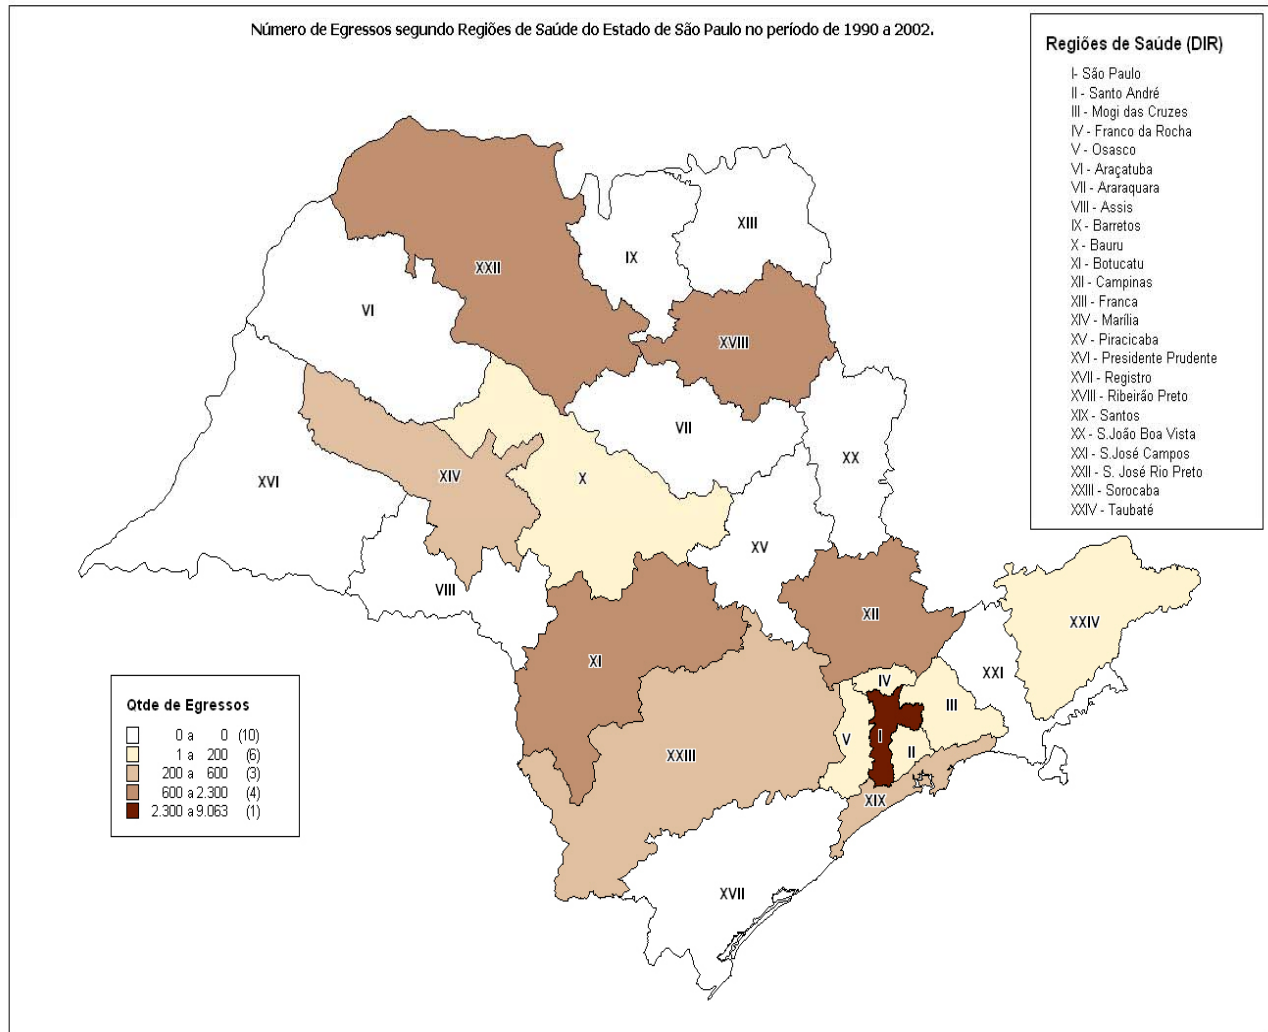 Número de Egressos segundo Regiões de Saúde do Estado de São Paulo no período de 1990 a 2002.
Regiões de Saúde (DIR)
I- São Paulo
II - Santo André
III - Mogi das Cruzes
IV - Franco da Rocha
V - Osasco
VI - Araçatuba
VII - Araraquara
VIII - Assis
IX - Barretos
X - Bauru
XI - Botucatu
XII - Campinas
XIII - Franca
XIV - Marília
XV - Piracicaba
XVI - Presidente Prudente
XVII - Registro
XVIII - Ribeirão Preto
XIX - Santos
XX - S.João Boa Vista
XXI - S.José Campos
XXII - S. José Rio Preto
XXIII - Sorocaba
XXIV - Taubaté
XIII
IX
XXII
VI
XVIII
VII
XX
XIV
X
XVI
XV
VIII
XII
XXIV
XI
XXI
IV
III
I
V
II
XXIII
XIX
XVII
Qtde de Egressos
0 a 0 (10)
1 a 200 (6)
200 a 600 (3)
600 a 2.300 (4)
2.300 a 9.063 (1)